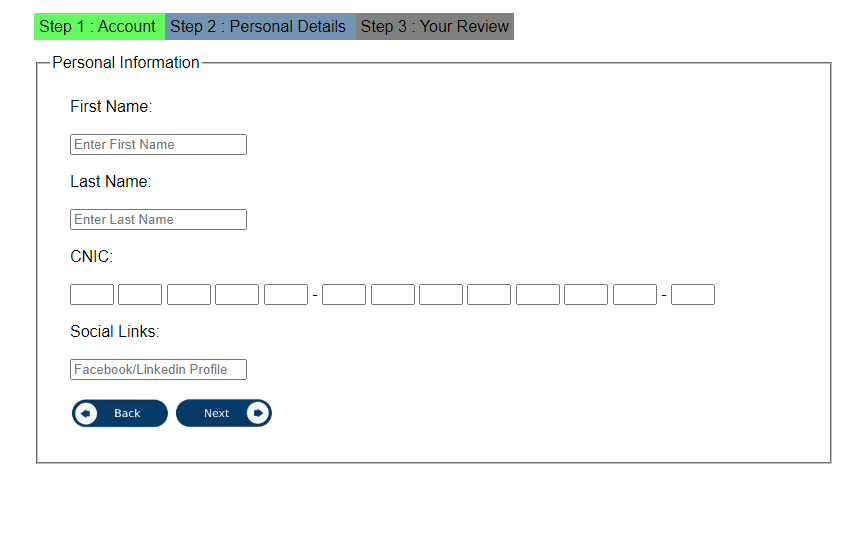 Step 1 : Account Step 2 : Personal Details Step 3 : Your Review
Personal Information
First Name:
Enter First Name
Last Name:
Enter Last Name
CNIC:
- -
Social Links:
Facebook/Linkedin Profile
Back Next